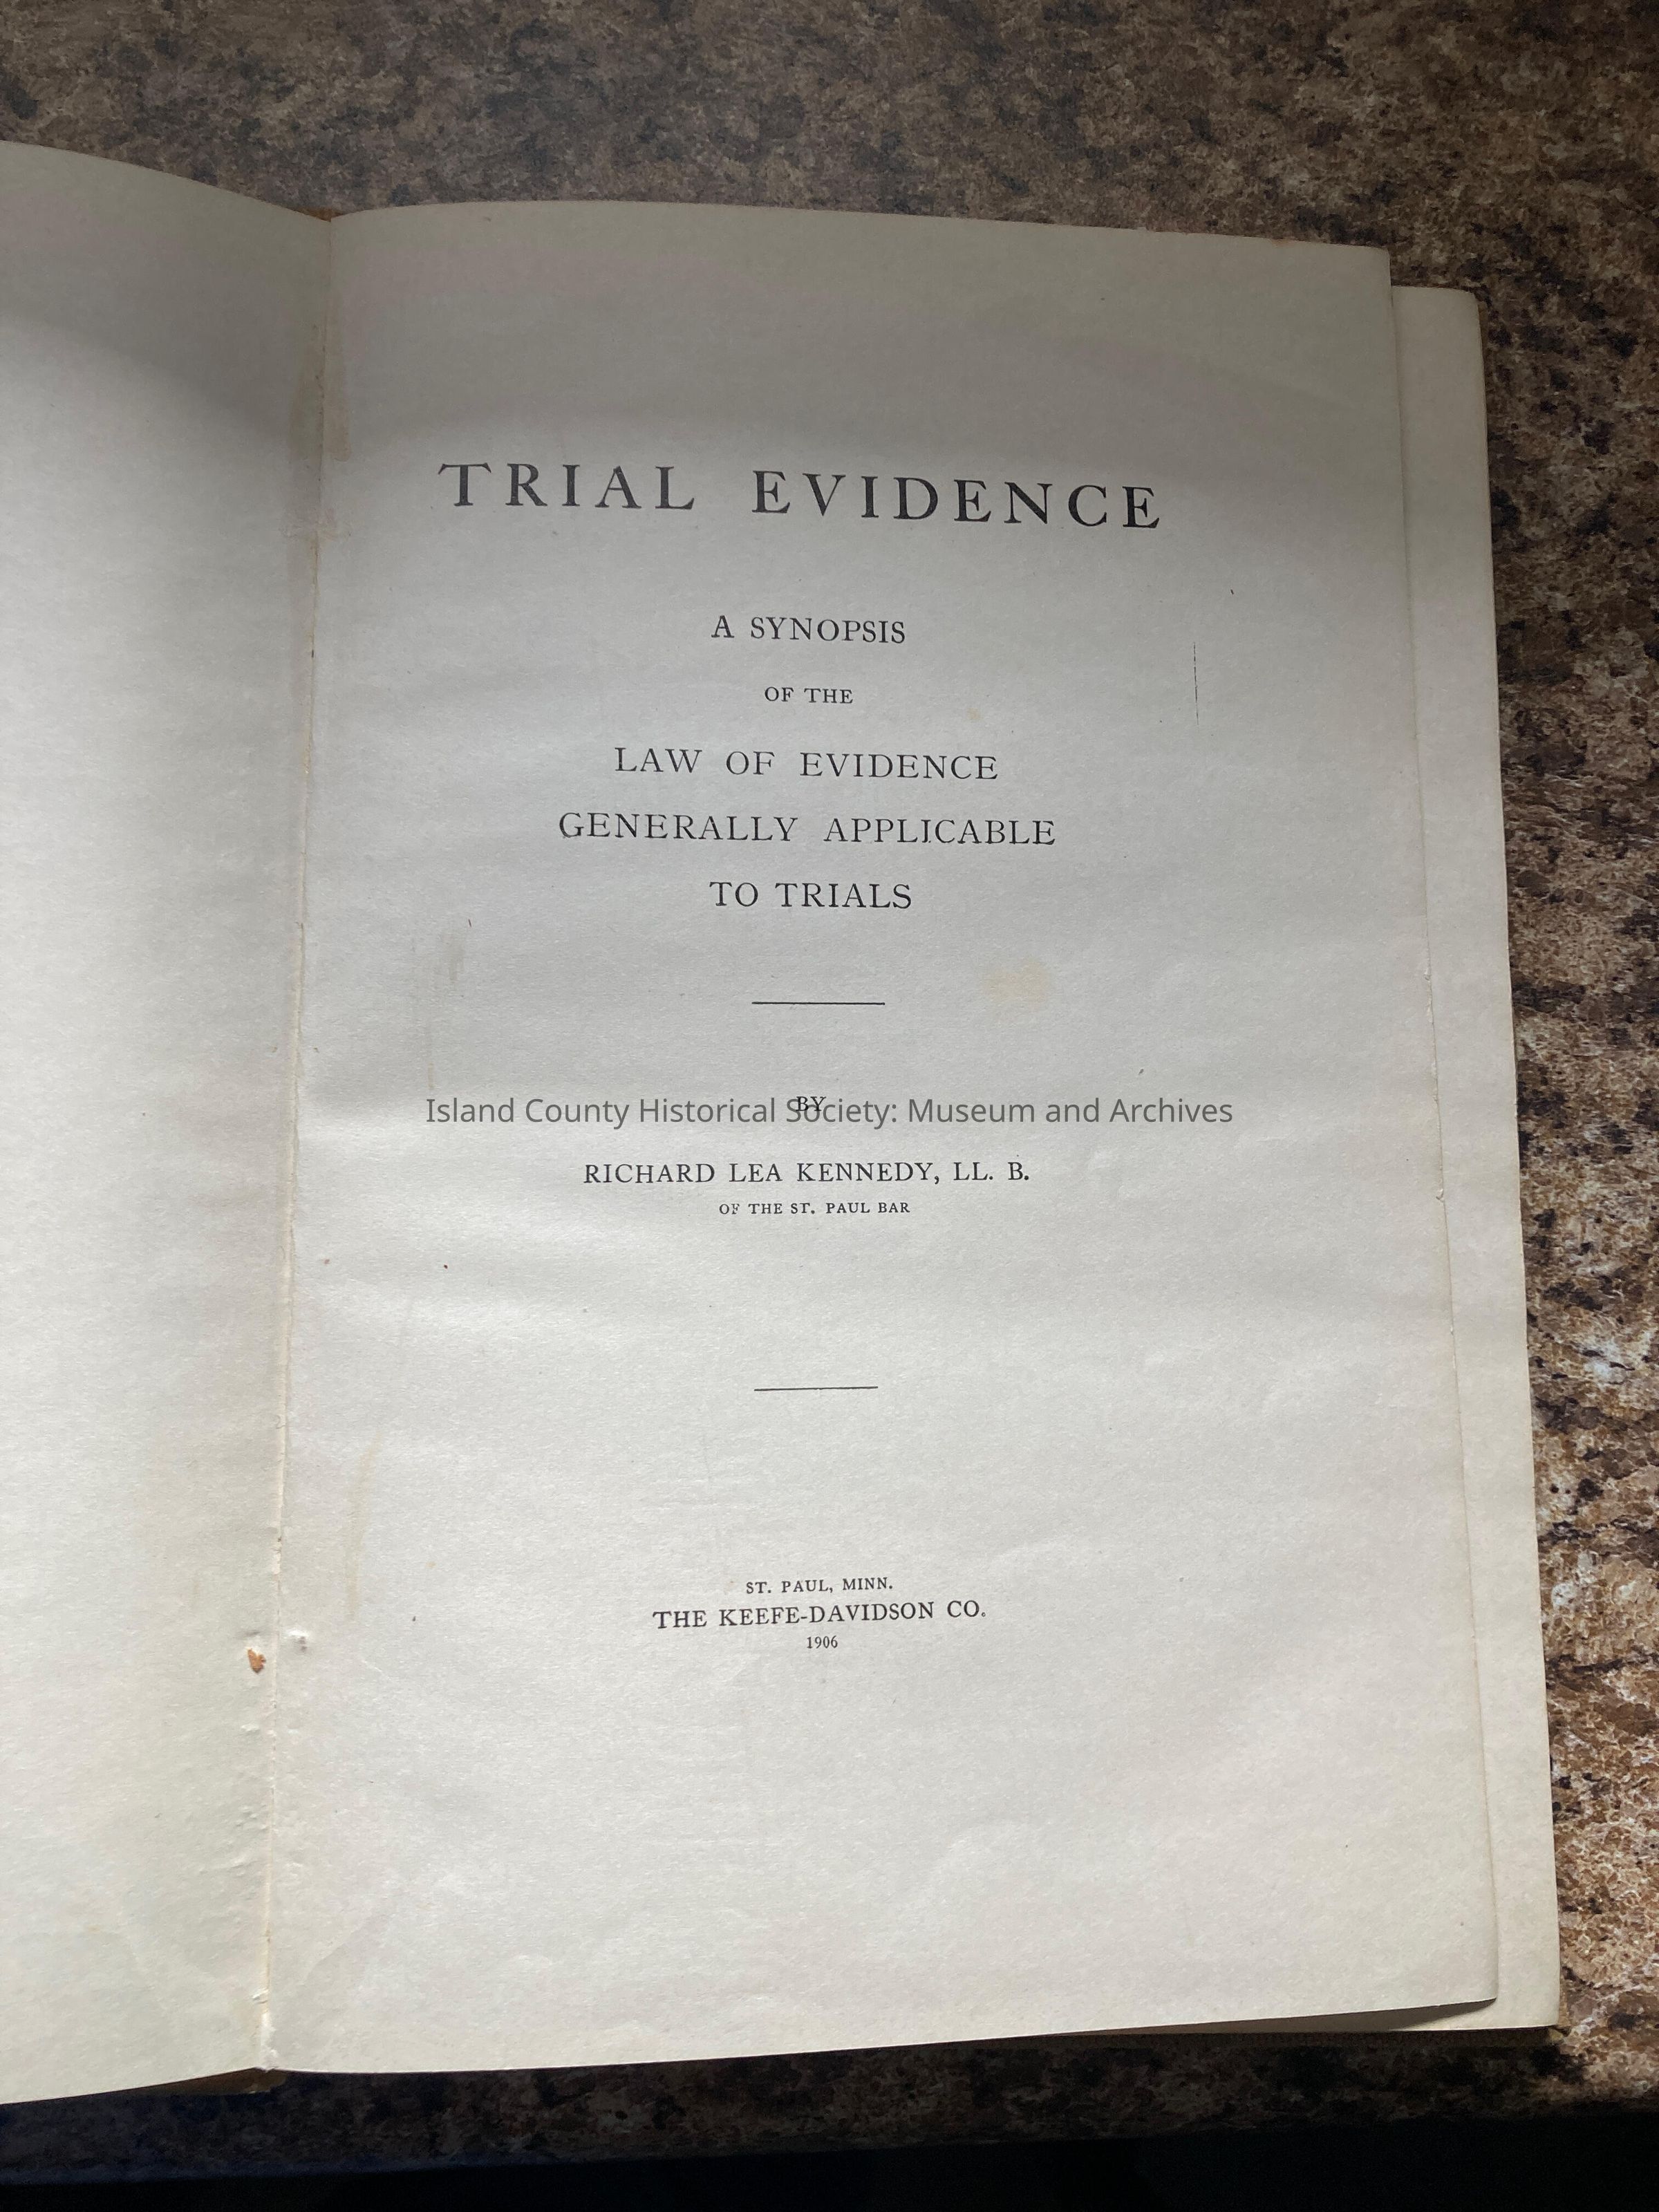 TRIAL EVIDENCE
A SYNOPSIS
OF THE
LAW OF EVIDENCE
GENERALLY APPLICABLE
TO TRIALS
BY
Island County Historical Society: Museum and Archives
RICHARD LEA KENNEDY, LL. B.
OF THE ST. PAUL BAR
ST. PAUL, MINN.
THE KEEFE-DAVIDSON CO.
1906